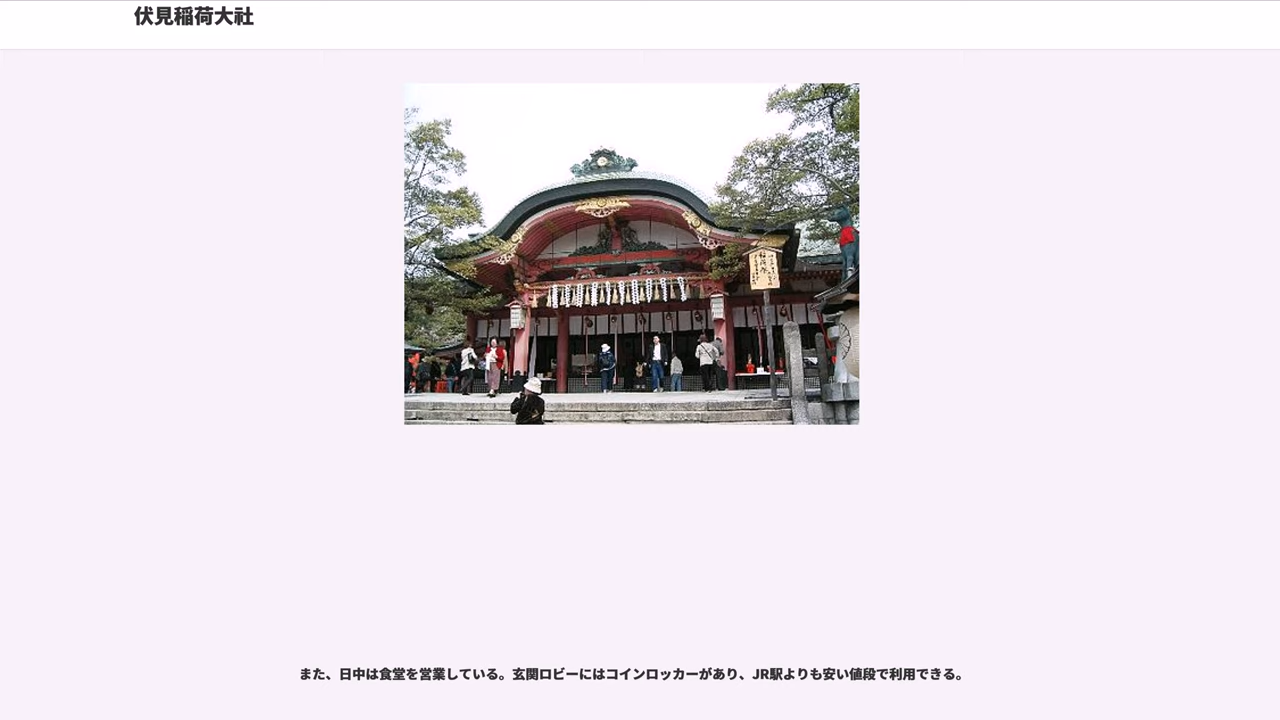 伏見稲荷大社
また、日中は食堂を営業している。玄関ロビーにはコインロッカーがあり、JR駅よりも安い値段で利用できる。